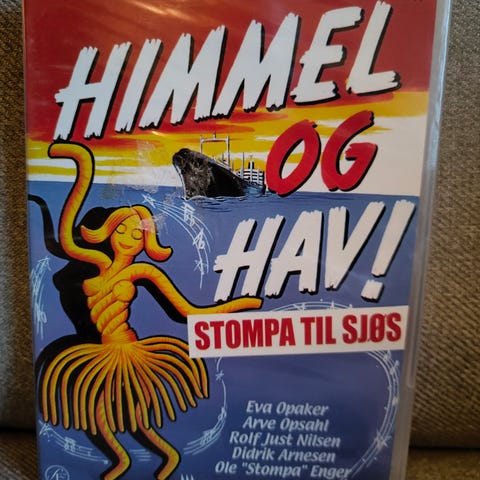 HIMMEL
OG
HAV!
STOMPA TIL SJØS
Eva Opaker
Arve Opsahl
Rolf Just Nilsen
Didrik Arnesen
Ole "Stompa" Enger